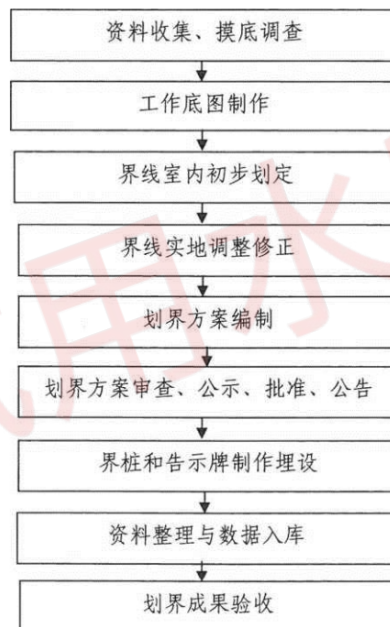 资料收集、摸底调查
工作底图制作
界线室内初步划定
界线实地调整修正
划界方案编制
划界方案审查、公示、批准、公告
界桩和告示牌制作埋设
资料整理与数据入库
划界成果验收
用水